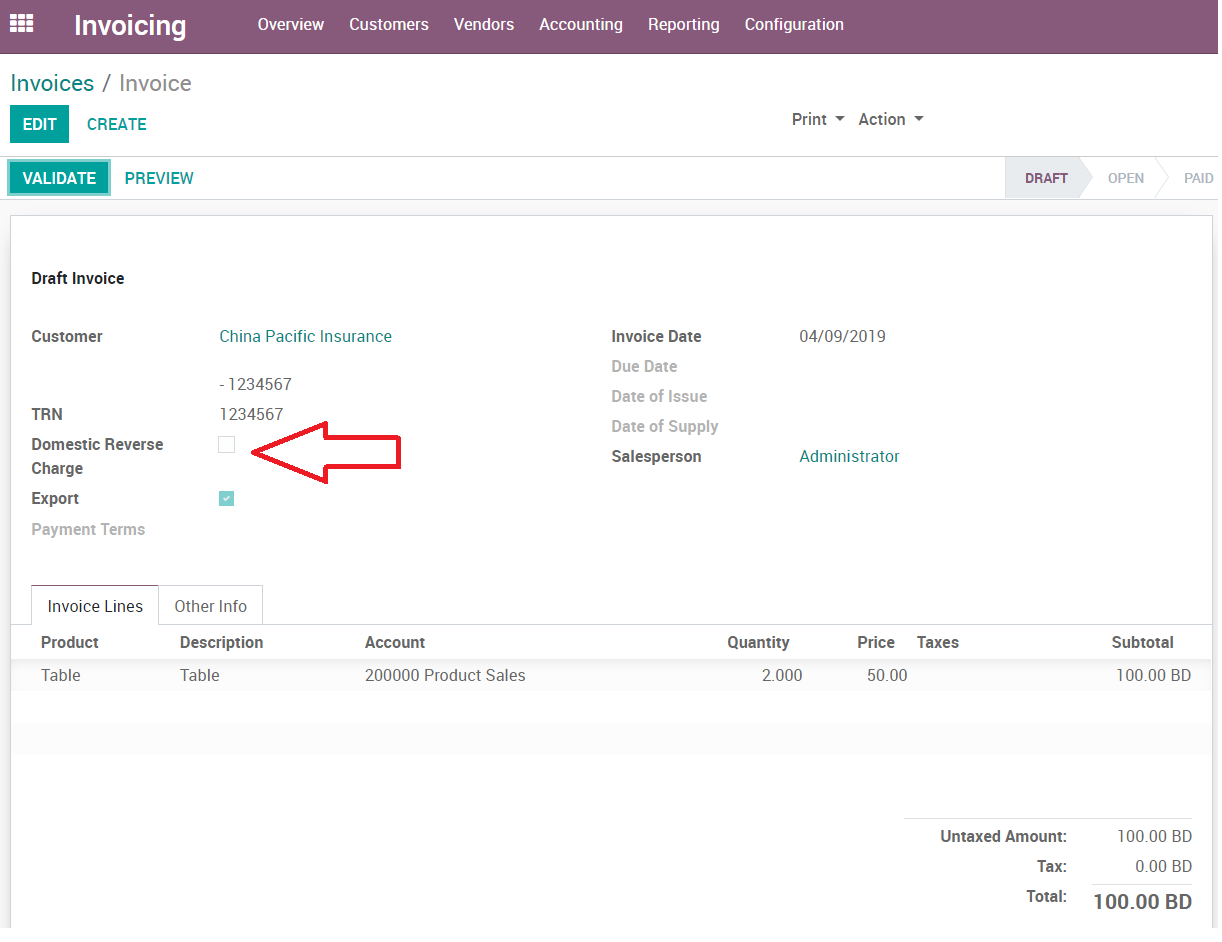 Invoicing Overview Customers Vendors Accounting Reporting Configuration
Invoices / Invoice
EDIT CREATE Print Action
VALIDATE PREVIEW DRAFT OPEN PAID
Draft Invoice
Customer China Pacific Insurance Invoice Date 04/09/2019
Due Date
- 1234567 Date of Issue
TRN 1234567 Date of Supply
Domestic Reverse Salesperson Administrator
Charge
Export
Payment Terms
Invoice Lines Other Info
Product Description Account Quantity Price Taxes Subtotal
Table Table 200000 Product Sales 2.000 50.00 100.00 BD
Untaxed Amount: 100.00 BD
Tax: 0.00 BD
Total: 100.00 BD